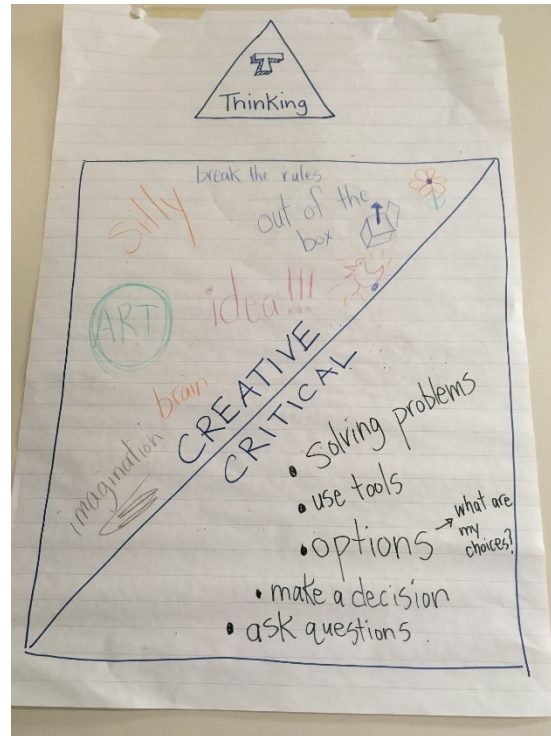 T
Thinking
break the rules
silly
out of the
box
idea!!!
ART
brain
imagination
CREATIVE
CRITICAL
• solving problems
• use tools
• options → what are
my
choices?
• make a decision
• ask questions